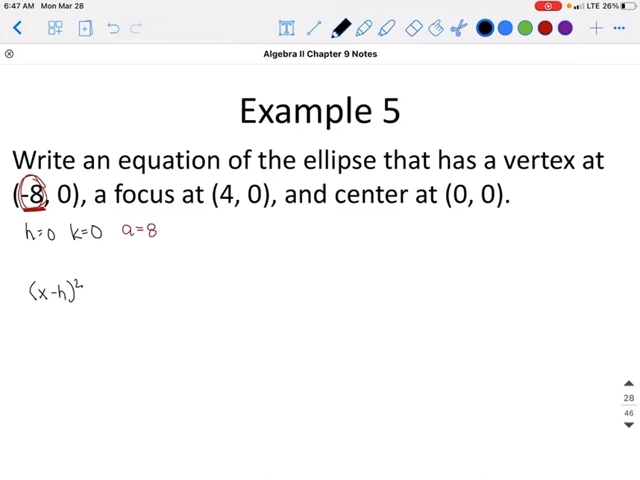 6:47 AM Mon Mar 28
LTE 26%
Algebra II Chapter 9 Notes
Example 5
Write an equation of the ellipse that has a vertex at
(-8, 0), a focus at (4, 0), and center at (0, 0).
h=0 k=0 a=8
(x-h)²
28
46